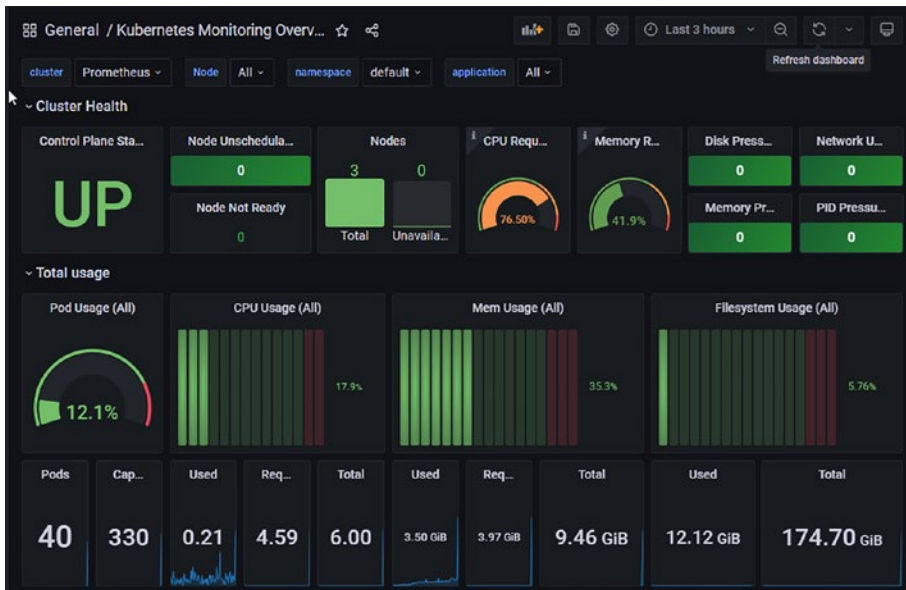 General / Kubernetes Monitoring Overv...
Last 3 hours
Refresh dashboard
cluster Prometheus Node All namespace default application All
Cluster Health
Control Plane Sta...
UP
Node Unschedula...
0
Node Not Ready
0
Nodes
3 0
Total Unavaila...
CPU Requ...
76.50%
Memory R...
41.9%
Disk Press...
0
Network U...
0
Memory Pr...
0
PID Pressu...
0
Total usage
Pod Usage (All)
12.1%
CPU Usage (All)
17.9%
Mem Usage (All)
35.3%
Filesystem Usage (All)
5.76%
Pods
40
Cap...
330
Used
0.21
Req...
4.59
Total
6.00
Used
3.50 GiB
Req...
3.97 GiB
Total
9.46 GiB
Used
12.12 GiB
Total
174.70 GiB